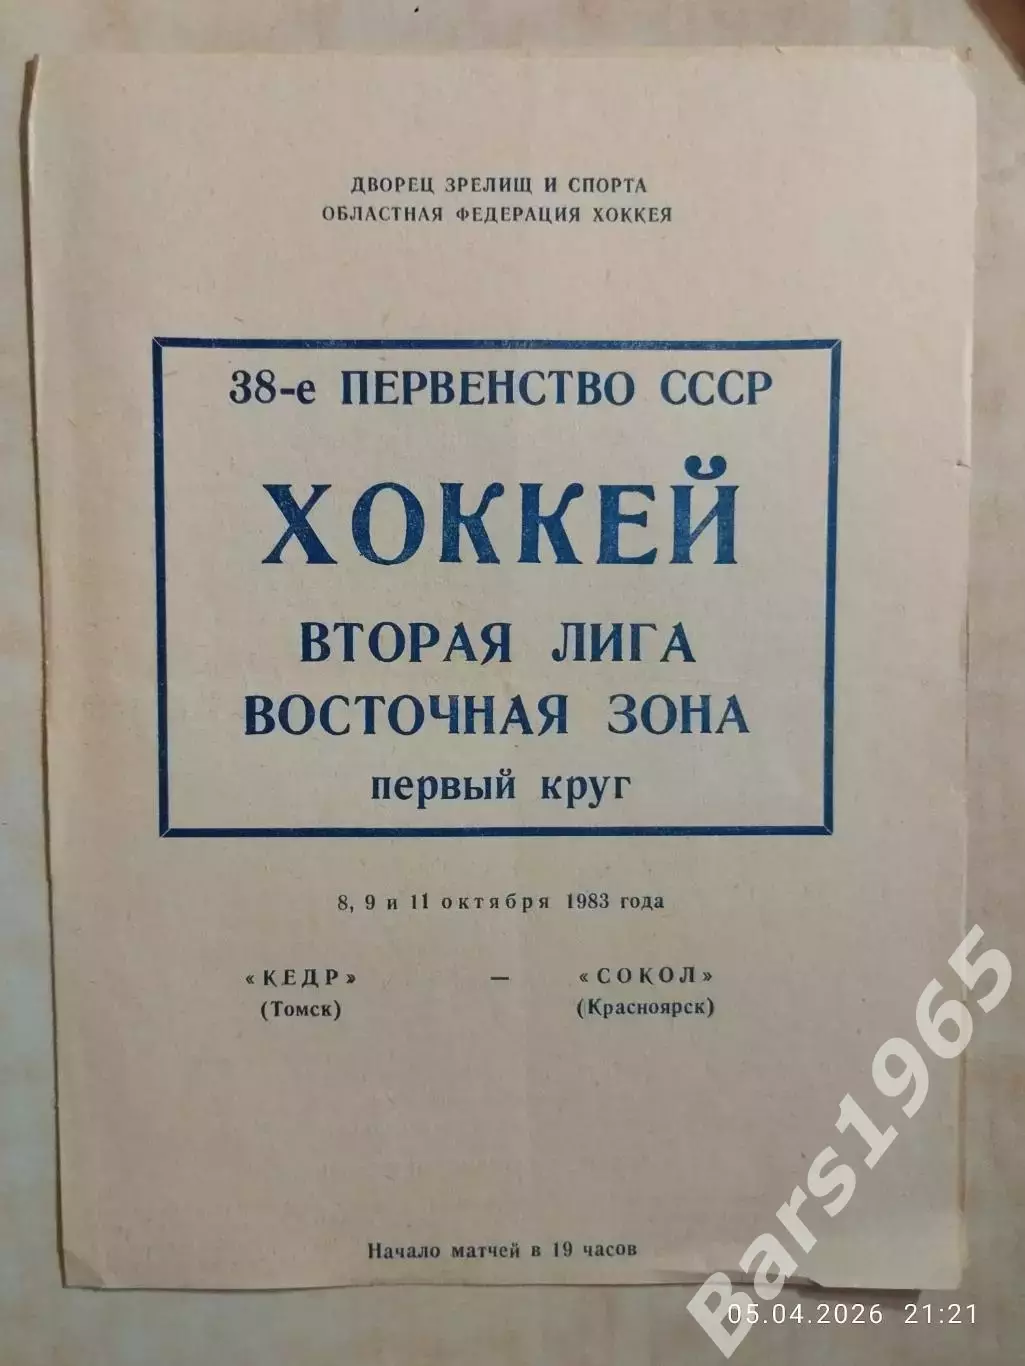 ДВОРЕЦ ЗРЕЛИЩ И СПОРТА
ОБЛАСТНАЯ ФЕДЕРАЦИЯ ХОККЕЯ
38-е ПЕРВЕНСТВО СССР
ХОККЕЙ
ВТОРАЯ ЛИГА
ВОСТОЧНАЯ ЗОНА
первый круг
8, 9 и 11 октября 1983 года
«КЕДР» — «СОКОЛ»
(Томск) (Красноярск)
Начало матчей в 19 часов
Bars1965
05.04.2026 21:21